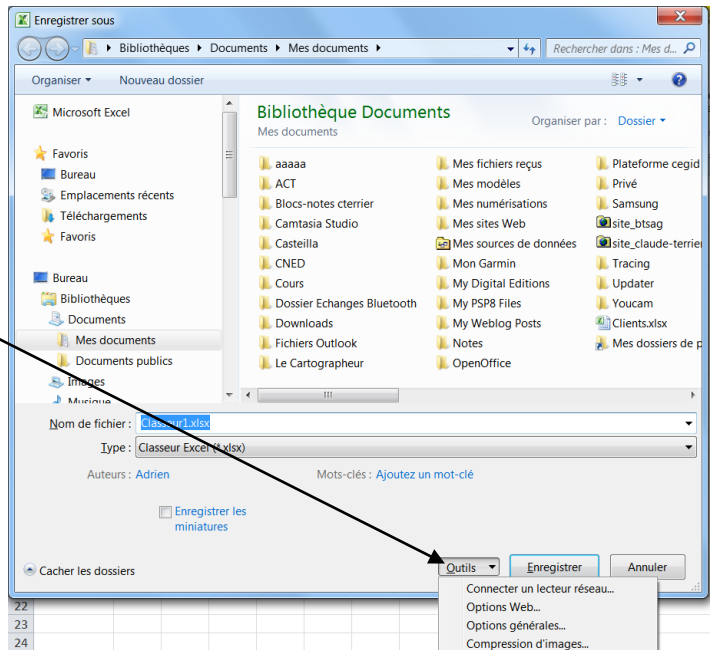 Enregistrer sous
Bibliothèques Documents Mes documents
Rechercher dans : Mes d...
Organiser Nouveau dossier
Microsoft Excel
Favoris
Bureau
Emplacements récents
Téléchargements
Favoris
Bureau
Bibliothèques
Documents
Mes documents
Documents publics
Images
Musique
Bibliothèque Documents
Mes documents
Organiser par : Dossier
aaaaa
ACT
Blocs-notes cterrier
Camtasia Studio
Casteilla
CNED
Cours
Dossier Echanges Bluetooth
Downloads
Fichiers Outlook
Le Cartographeur
Mes fichiers reçus
Mes modèles
Mes numérisations
Mes sites Web
Mes sources de données
Mon Garmin
My Digital Editions
My PSP8 Files
My Weblog Posts
Notes
OpenOffice
Plateforme cegid
Privé
Samsung
site_btsag
site_claude-terrier
Tracing
Updater
Youcam
Clients.xlsx
Mes dossiers de p
Nom de fichier : Classeur1.xlsx
Type : Classeur Excel (*.xlsx)
Auteurs : Adrien
Mots-clés : Ajoutez un mot-clé
Enregistrer les
miniatures
Cacher les dossiers
Outils Enregistrer Annuler
Connecter un lecteur réseau...
Options Web...
Options générales...
Compression d'images...
22
23
24